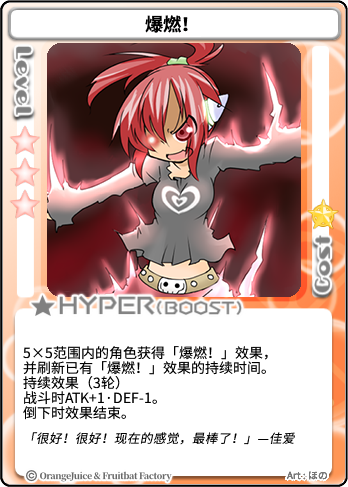 爆燃！
Level
Cost
HYPER(BOOST)
5×5范围内的角色获得「爆燃！」效果，
并刷新已有「爆燃！」效果的持续时间。
持续效果（3轮）
战斗时ATK+1·DEF-1。
倒下时效果结束。
「很好！很好！现在的感觉，最棒了！」—佳爱
© OrangeJuice & Fruitbat Factory
Art: ほの